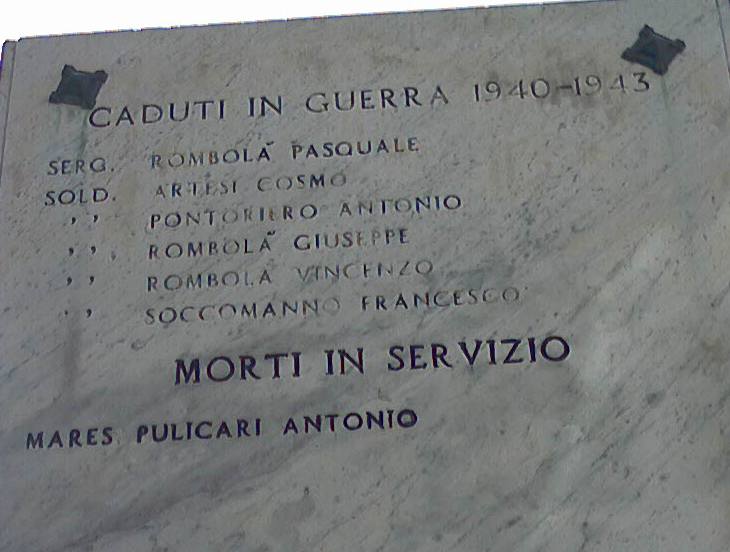 CADUTI IN GUERRA 1940-1943
SERG. ROMBOLÀ PASQUALE
SOLD. ARTESI COSMO
,, PONTORIERO ANTONIO
,, ROMBOLÀ GIUSEPPE
,, ROMBOLÀ VINCENZO
,, SOCCOMANNO FRANCESCO
MORTI IN SERVIZIO
MARES. PULICARI ANTONIO